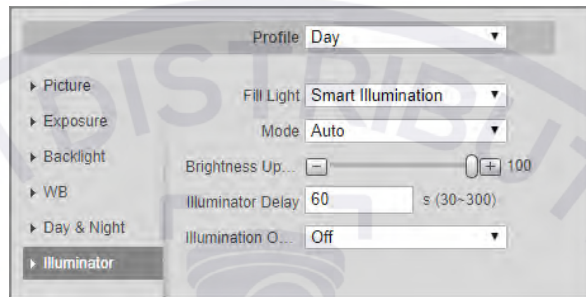 Profile Day
Picture
Exposure
Backlight
WB
Day & Night
Illuminator
Fill Light Smart Illumination
Mode Auto
Brightness Up... 100
Illuminator Delay 60 s (30~300)
Illumination O... Off